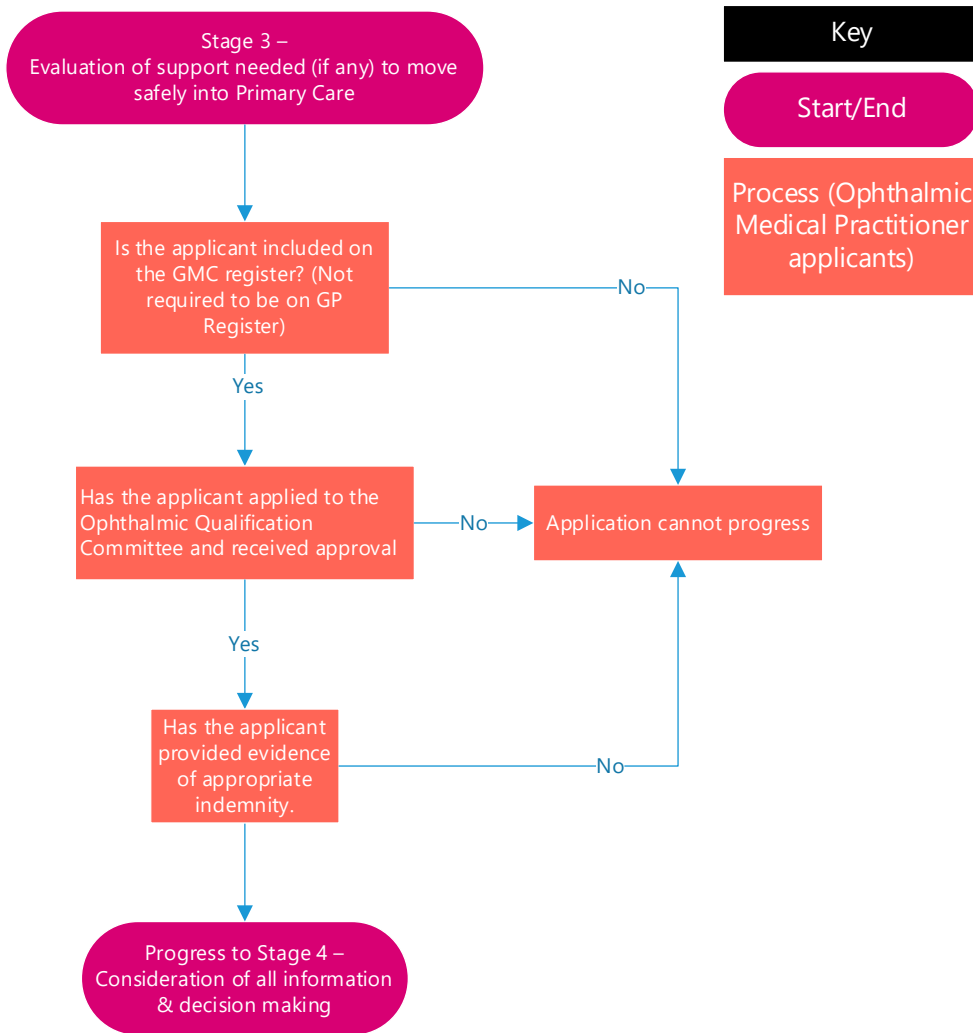 Stage 3 –
Evaluation of support needed (if any) to move
safely into Primary Care
Key
Start/End
Process (Ophthalmic
Medical Practitioner
applicants)
Is the applicant included on
the GMC register? (Not
required to be on GP
Register)
No
Yes
Has the applicant applied to the
Ophthalmic Qualification
Committee and received approval
No
Application cannot progress
Yes
Has the applicant
provided evidence
of appropriate
indemnity.
No
Progress to Stage 4 –
Consideration of all information
& decision making